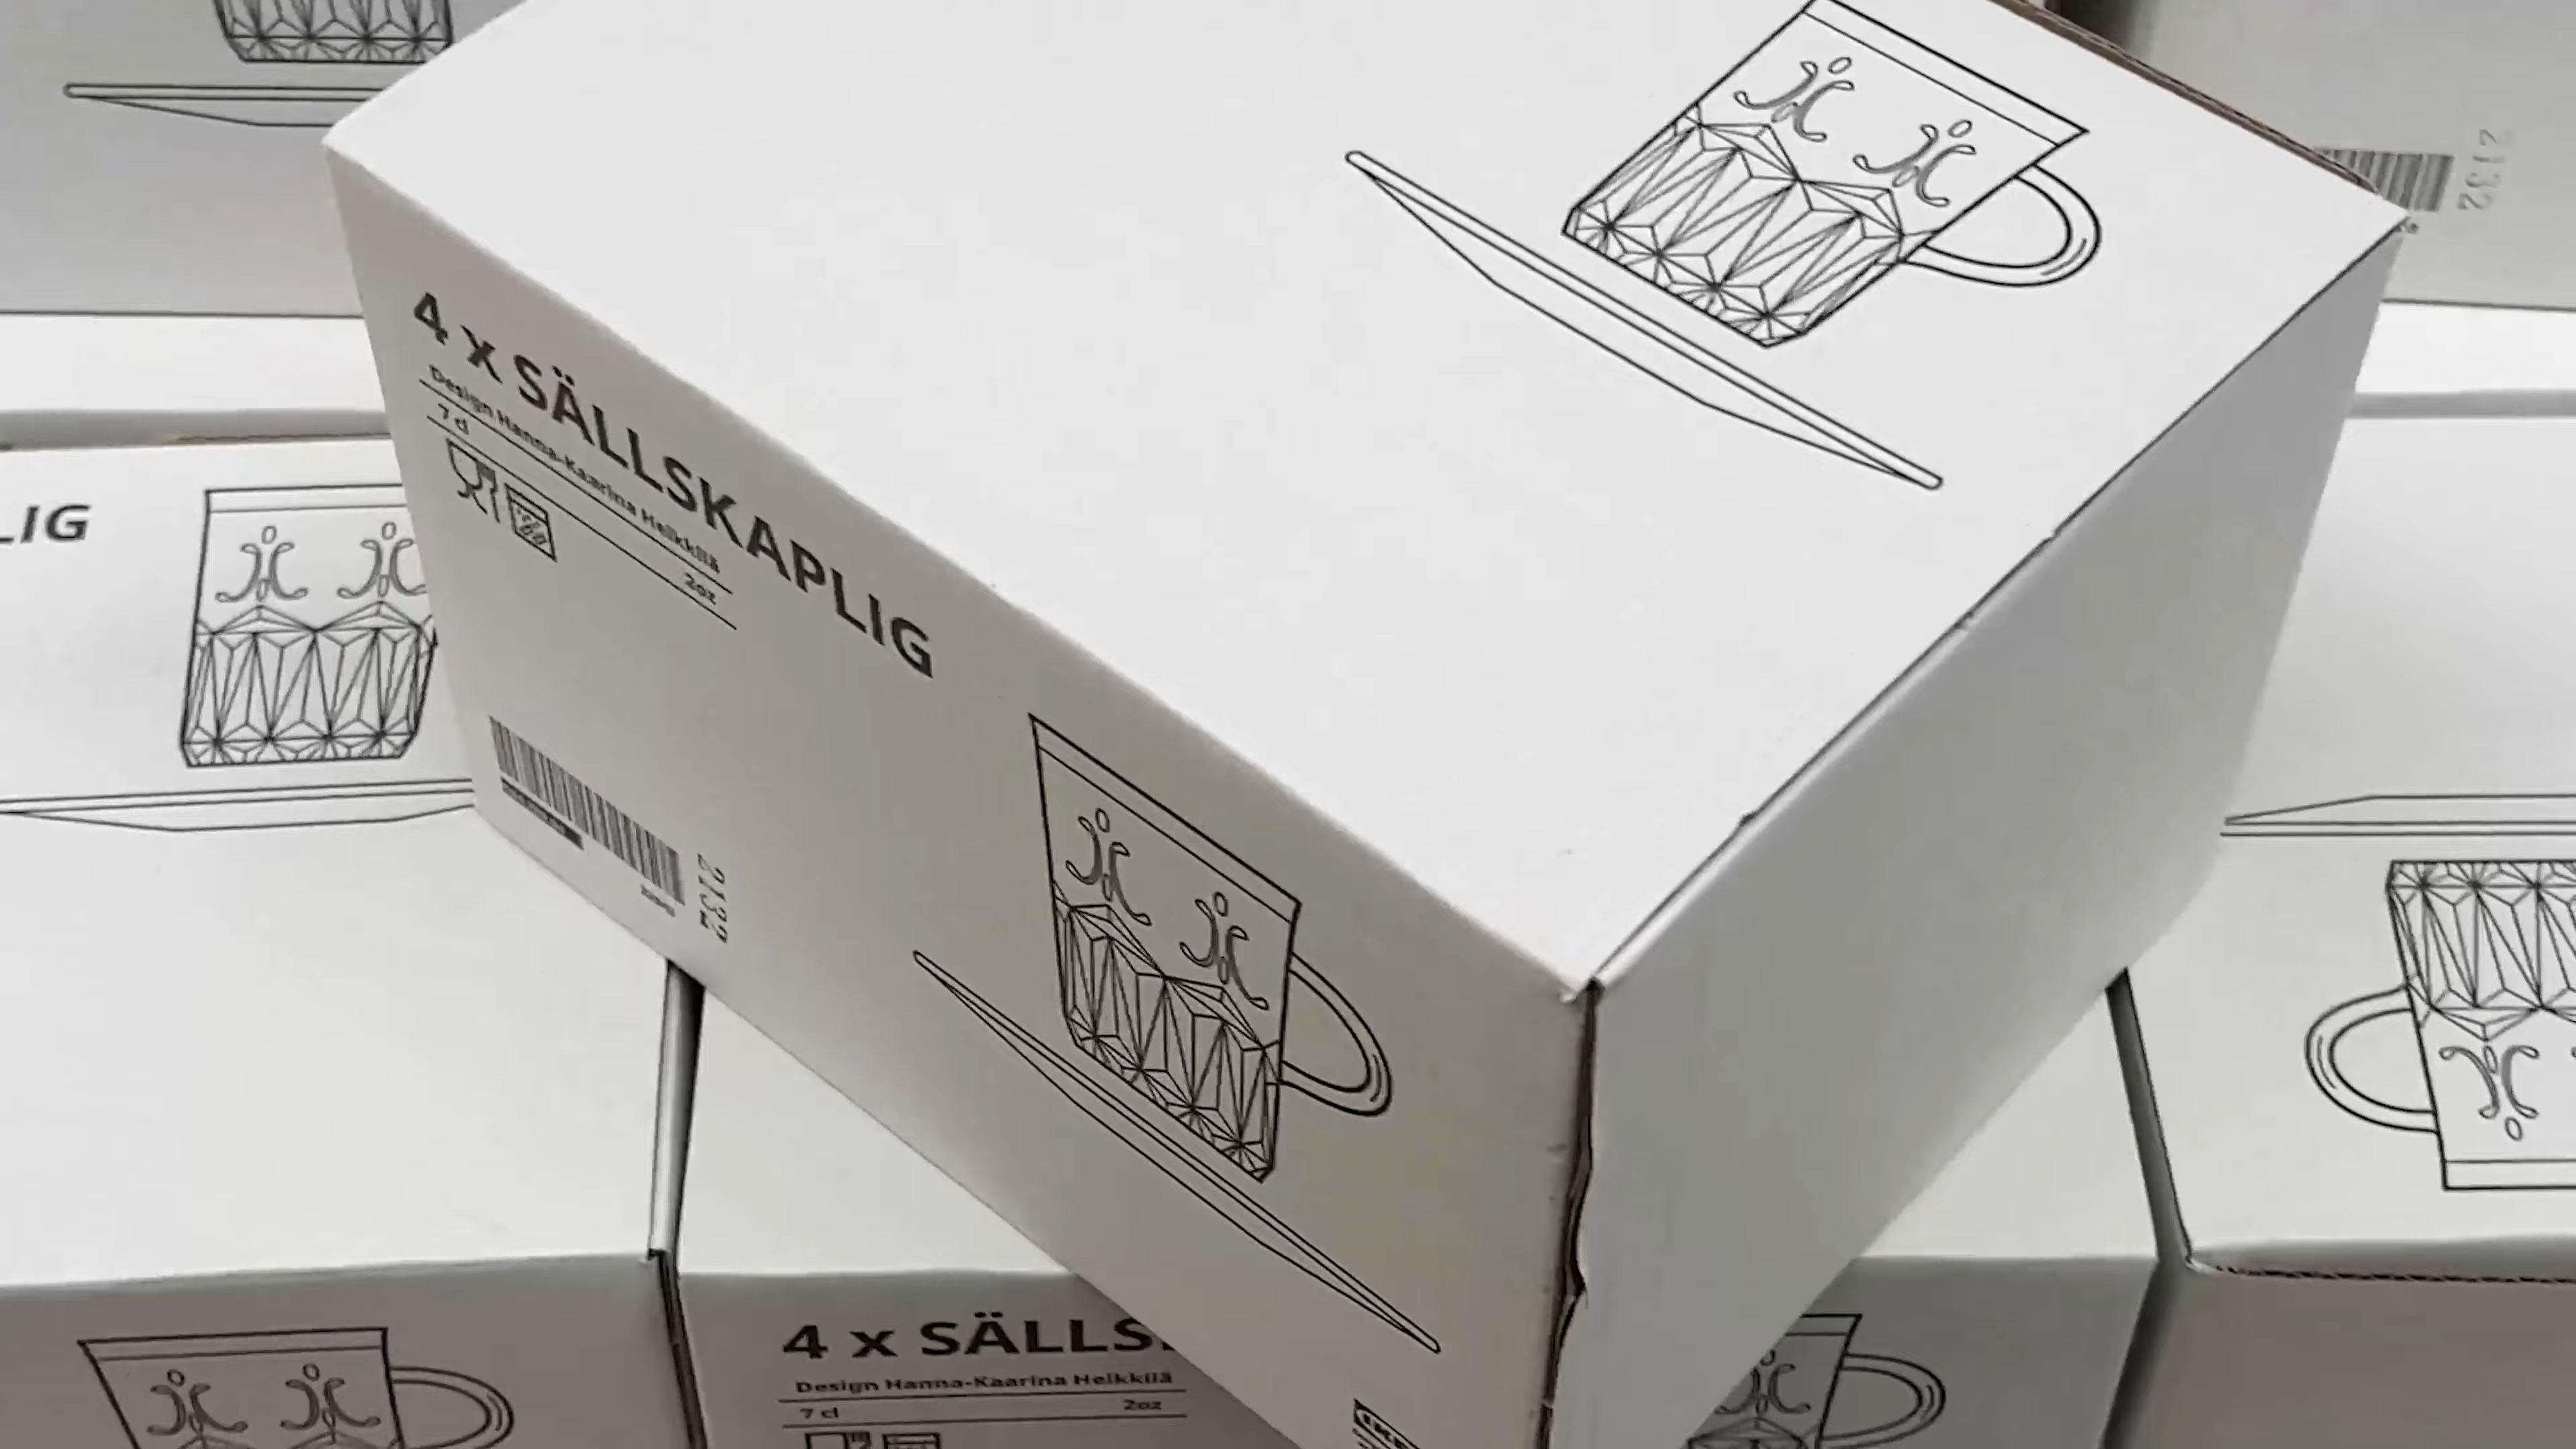 4 x SÄLLSKAPLIG
Design Hanna-Kaarina Heikkilä
7 cl 2oz
2132
2132
LIG
4 x SÄLLS
Design Hanna-Kaarina Heikkilä
7 cl 2oz